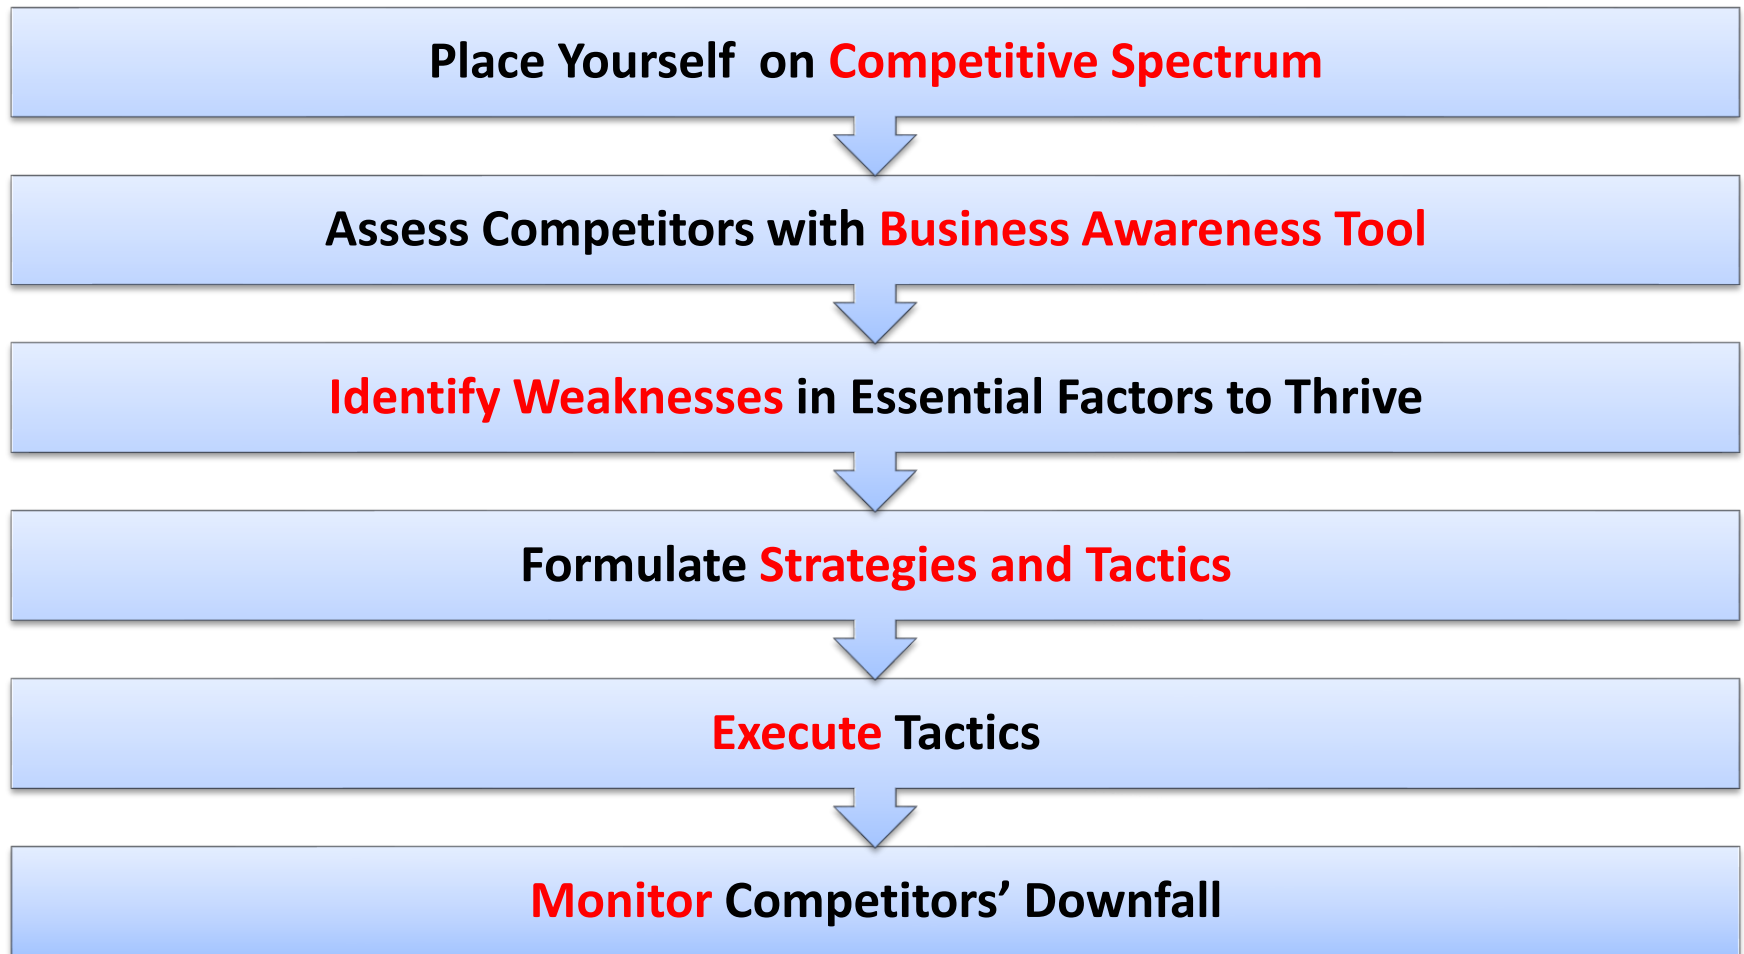 Place Yourself  on Competitive Spectrum
Assess Competitors with Business Awareness Tool
Identify Weaknesses in Essential Factors to Thrive
Formulate Strategies and Tactics
Execute Tactics
Monitor Competitors’ Downfall